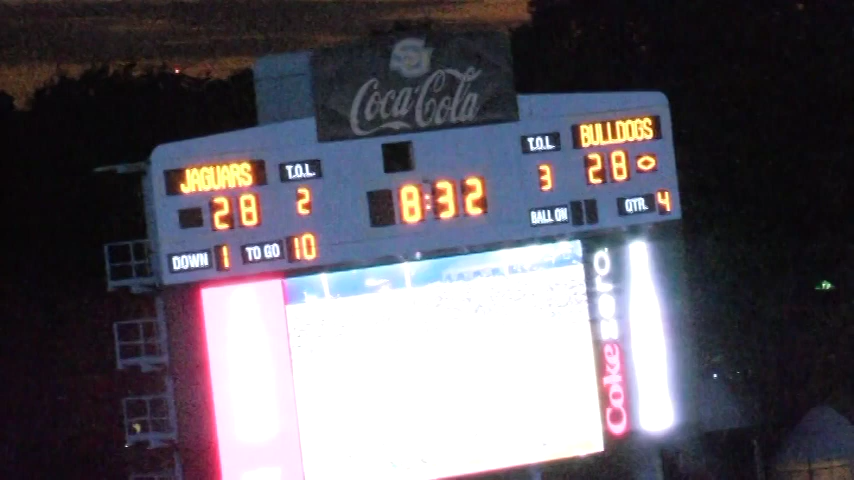 SU
Coca-Cola
JAGUARS T.O.L. T.O.L. BULLDOGS
28 2 8:32 3 28
DOWN 1 TO GO 10 BALL ON QTR. 4
Coke zero